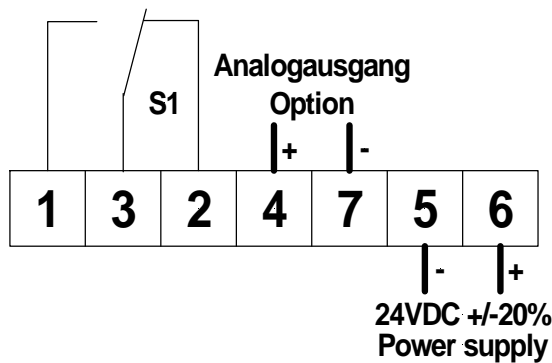 Analogausgang
Option
S1
+ -
1 3 2 4 7 5 6
- +
24VDC +/-20%
Power supply